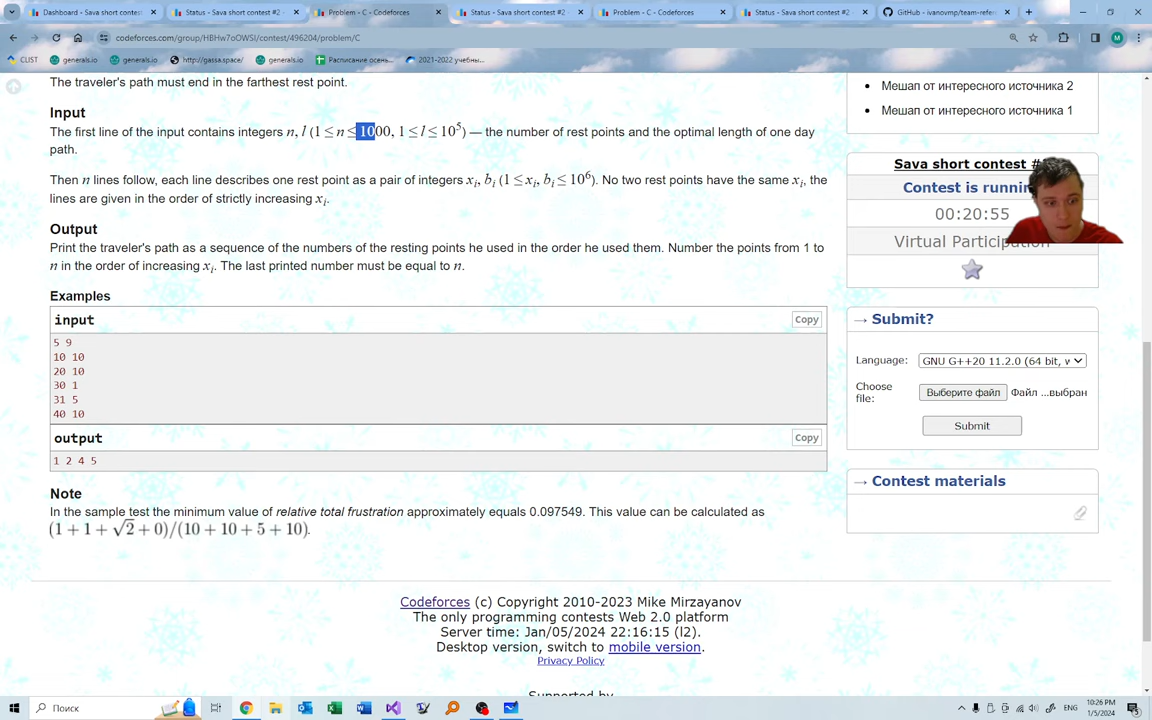 Dashboard - Sava short contest
Status - Sava short contest #2 -
Problem - C - Codeforces
Status - Sava short contest #2 -
Problem - C - Codeforces
Status - Sava short contest #2 -
GitHub - ivanovmp/team-refe
codeforces.com/group/HBHw7oOWSI/contest/496204/problem/C
M
CLIST
generals.io
generals.io
http://gassa.space/
generals.io
Расписание осень...
2021-2022 учебны...
The traveler's path must end in the farthest rest point.
Мешап от интересного источника 2
Мешап от интересного источника 1
Input
The first line of the input contains integers n, l (1 ≤ n ≤ 1000, 1 ≤ l ≤ 10^5) — the number of rest points and the optimal length of one day
path.
Then n lines follow, each line describes one rest point as a pair of integers x_i, b_i (1 ≤ x_i, b_i ≤ 10^6). No two rest points have the same x_i, the
lines are given in the order of strictly increasing x_i.
Output
Print the traveler's path as a sequence of the numbers of the resting points he used in the order he used them. Number the points from 1 to
n in the order of increasing x_i. The last printed number must be equal to n.
Examples
input
Copy
5 9
10 10
20 10
30 1
31 5
40 10
output
Copy
1 2 4 5
Note
In the sample test the minimum value of relative total frustration approximately equals 0.097549. This value can be calculated as
(1 + 1 + √2 + 0)/(10 + 10 + 5 + 10).
Sava short contest #
Contest is runnin
00:20:55
Virtual Participation
→ Submit?
Language:
GNU G++20 11.2.0 (64 bit, w
Choose
file:
Выберите файл
Файл ...выбран
Submit
→ Contest materials
Codeforces (c) Copyright 2010-2023 Mike Mirzayanov
The only programming contests Web 2.0 platform
Server time: Jan/05/2024 22:16:15 (l2).
Desktop version, switch to mobile version.
Privacy Policy
Supported by
Поиск
ENG
10:26 PM
1/5/2024